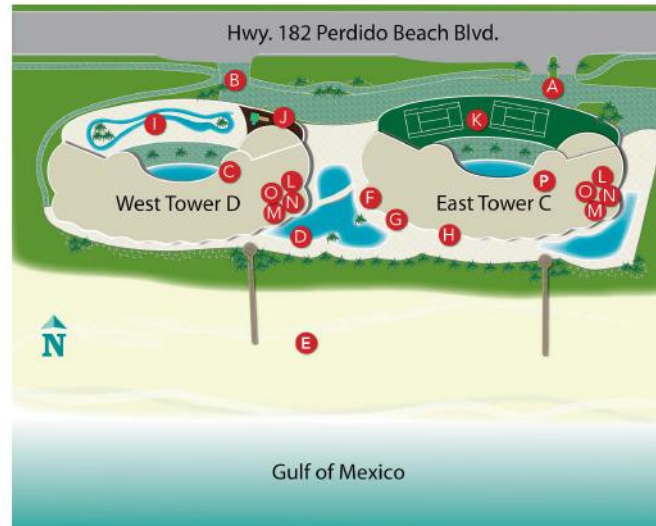 Hwy. 182 Perdido Beach Blvd.
B
A
I
J
K
C
L
O
N
M
West Tower D
F
G
D
P
L
O
N
M
East Tower C
H
E
N
Gulf of Mexico